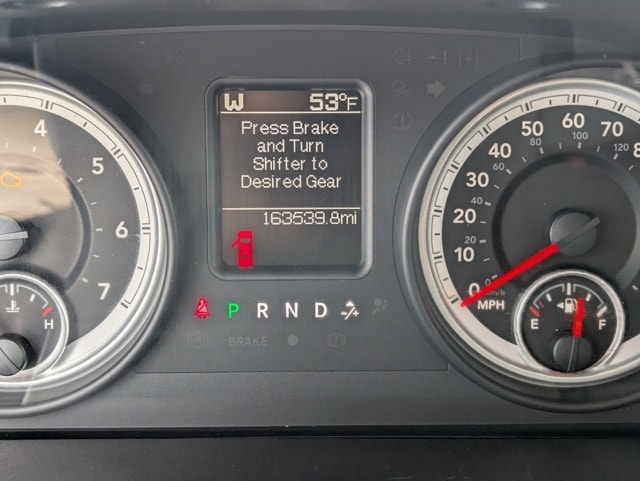 W 53°F
Press Brake
and Turn
Shifter to
Desired Gear
163539.8mi
P R N D
BRAKE
4
5
6
7
H
0
10
20
30
40
50
60
70
8
20
40
60
80
100
120
MPH
km/h
E F